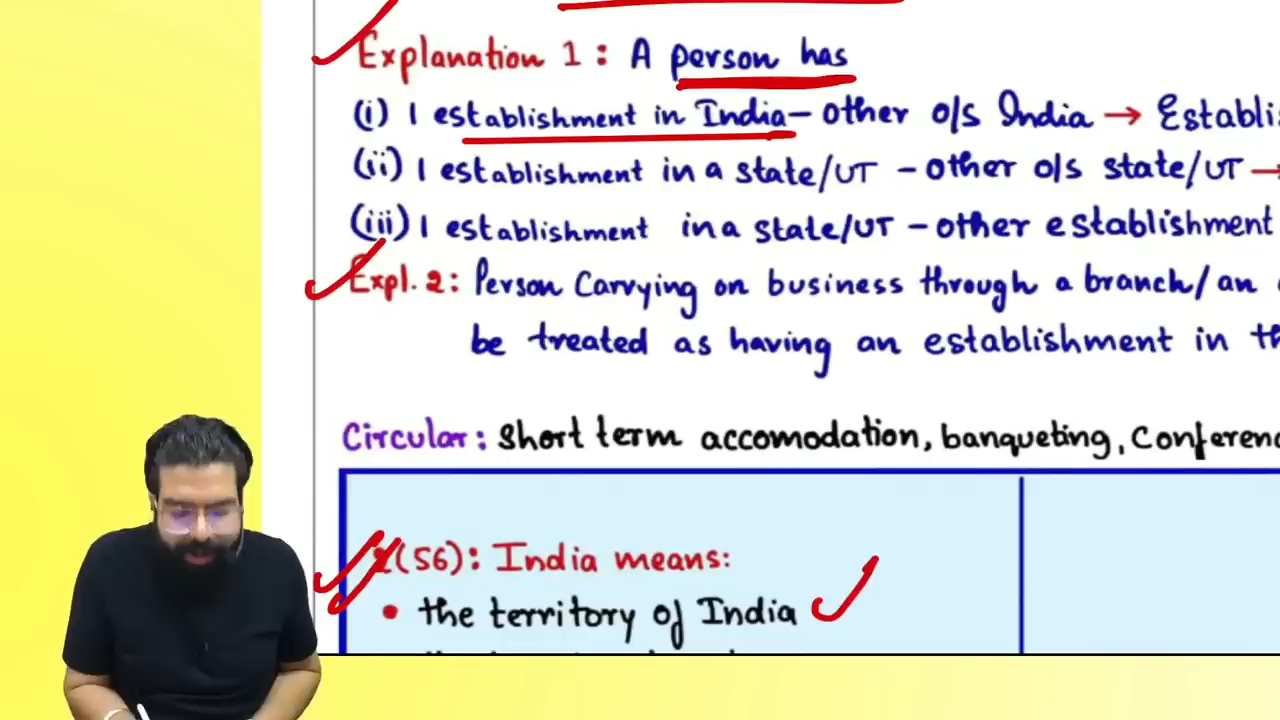 Explanation 1: A person has
(i) 1 establishment in India- other o/s India → Establi
(ii) 1 establishment in a state/UT - other o/s state/UT →
(iii) 1 establishment in a state/UT - other establishment
Expl. 2: Person Carrying on business through a branch/an
be treated as having an establishment in th
Circular: Short term accomodation, banqueting, Conferenc
(56): India means:
• the territory of India